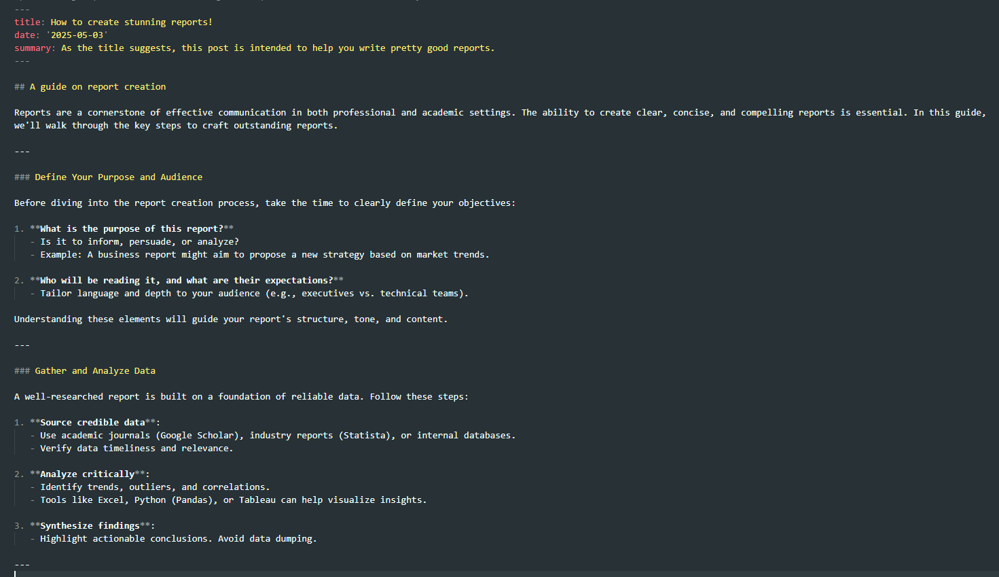 ---
title: How to create stunning reports!
date: '2025-05-03'
summary: As the title suggests, this post is intended to help you write pretty good reports.
---
## A guide on report creation
Reports are a cornerstone of effective communication in both professional and academic settings. The ability to create clear, concise, and compelling reports is essential. In this guide,
we'll walk through the key steps to craft outstanding reports.
---
### Define Your Purpose and Audience
Before diving into the report creation process, take the time to clearly define your objectives:
1. **What is the purpose of this report?**
- Is it to inform, persuade, or analyze?
- Example: A business report might aim to propose a new strategy based on market trends.
2. **Who will be reading it, and what are their expectations?**
- Tailor language and depth to your audience (e.g., executives vs. technical teams).
Understanding these elements will guide your report's structure, tone, and content.
---
### Gather and Analyze Data
A well-researched report is built on a foundation of reliable data. Follow these steps:
1. **Source credible data**:
- Use academic journals (Google Scholar), industry reports (Statista), or internal databases.
- Verify data timeliness and relevance.
2. **Analyze critically**:
- Identify trends, outliers, and correlations.
- Tools like Excel, Python (Pandas), or Tableau can help visualize insights.
3. **Synthesize findings**:
- Highlight actionable conclusions. Avoid data dumping.
---